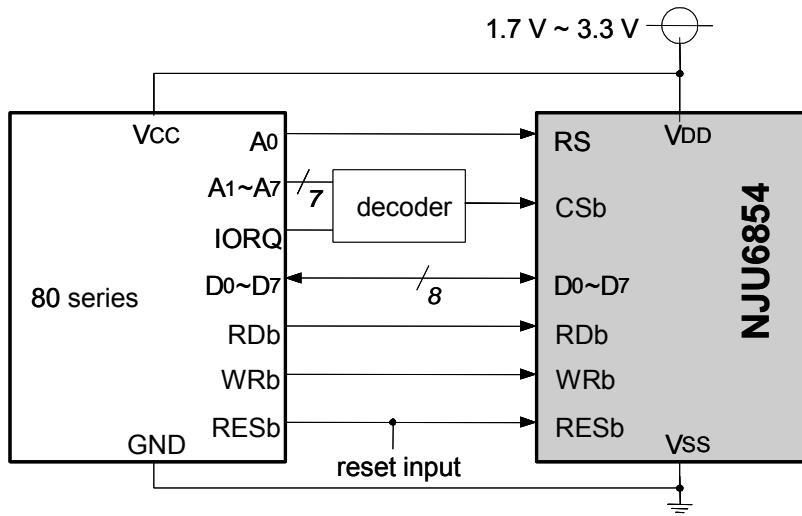 1.7 V ~ 3.3 V
VCC
VDD
A0
RS
A1~A7
7
decoder
CSb
IORQ
80 series
D0~D7
8
D0~D7
NJU6854
RDb
RDb
WRb
WRb
RESb
RESb
GND
reset input
VSS